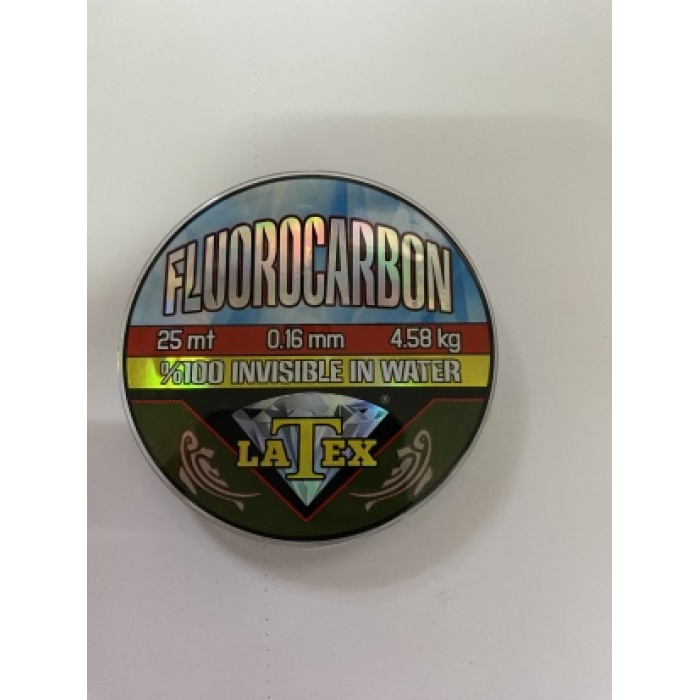 FLUOROCARBON
25 mt 0.16 mm 4.58 kg
%100 INVISIBLE IN WATER
®
LATEX